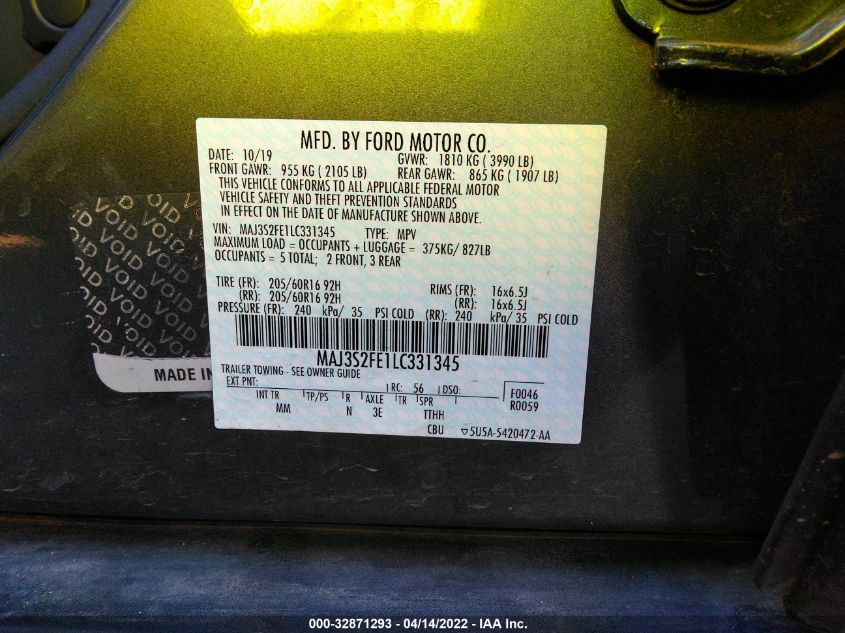 MFD. BY FORD MOTOR CO.
DATE: 10/19 GVWR: 1810 KG ( 3990 LB)
FRONT GAWR: 955 KG ( 2105 LB) REAR GAWR: 865 KG ( 1907 LB)
THIS VEHICLE CONFORMS TO ALL APPLICABLE FEDERAL MOTOR
VEHICLE SAFETY AND THEFT PREVENTION STANDARDS
IN EFFECT ON THE DATE OF MANUFACTURE SHOWN ABOVE.
VIN: MAJ3S2FE1LC331345 TYPE: MPV
MAXIMUM LOAD = OCCUPANTS + LUGGAGE = 375KG/ 827LB
OCCUPANTS = 5 TOTAL; 2 FRONT, 3 REAR
TIRE (FR): 205/60R16 92H RIMS (FR): 16x6.5J
(RR): 205/60R16 92H (RR): 16x6.5J
PRESSURE (FR): 240 kPa/ 35 PSI COLD (RR): 240 kPa/ 35 PSI COLD
MAJ3S2FE1LC331345
TRAILER TOWING - SEE OWNER GUIDE
EXT PNT: RC: 56 DSO: F0046
INT TR TP/PS R AXLE TR SPR R0059
MM N 3E TTHH
CBU ▽5U5A-5420472-AA
VOID VOID VOID VOID
VOID VOID VOID
VOID VOID VOID
MADE IN
000-32871293 - 04/14/2022 - IAA Inc.